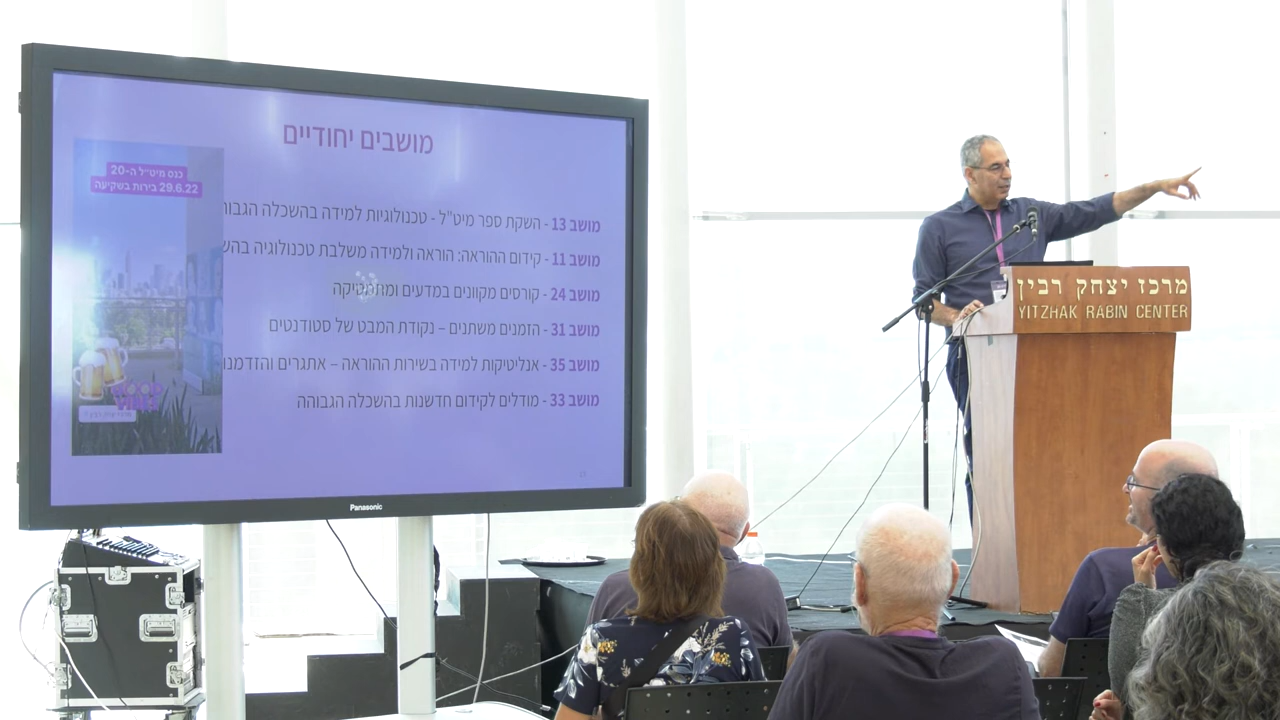 מושבים יחודיים
כנס מיט״ל ה-20
29.6.22 בירות בשקיעה
מושב 13 - השקת ספר מיט"ל - טכנולוגיות למידה בהשכלה הגבוה
מושב 11 - קידום ההוראה: הוראה ולמידה משלבת טכנולוגיה בהש
מושב 24 - קורסים מקוונים במדעים ומתמטיקה
מושב 31 - הזמנים משתנים – נקודת המבט של סטודנטים
מושב 35 - אנליטיקות למידה בשירות ההוראה – אתגרים והזדמנו
מושב 33 - מודלים לקידום חדשנות בהשכלה הגבוהה
Panasonic
מרכז יצחק רבין
YITZHAK RABIN CENTER